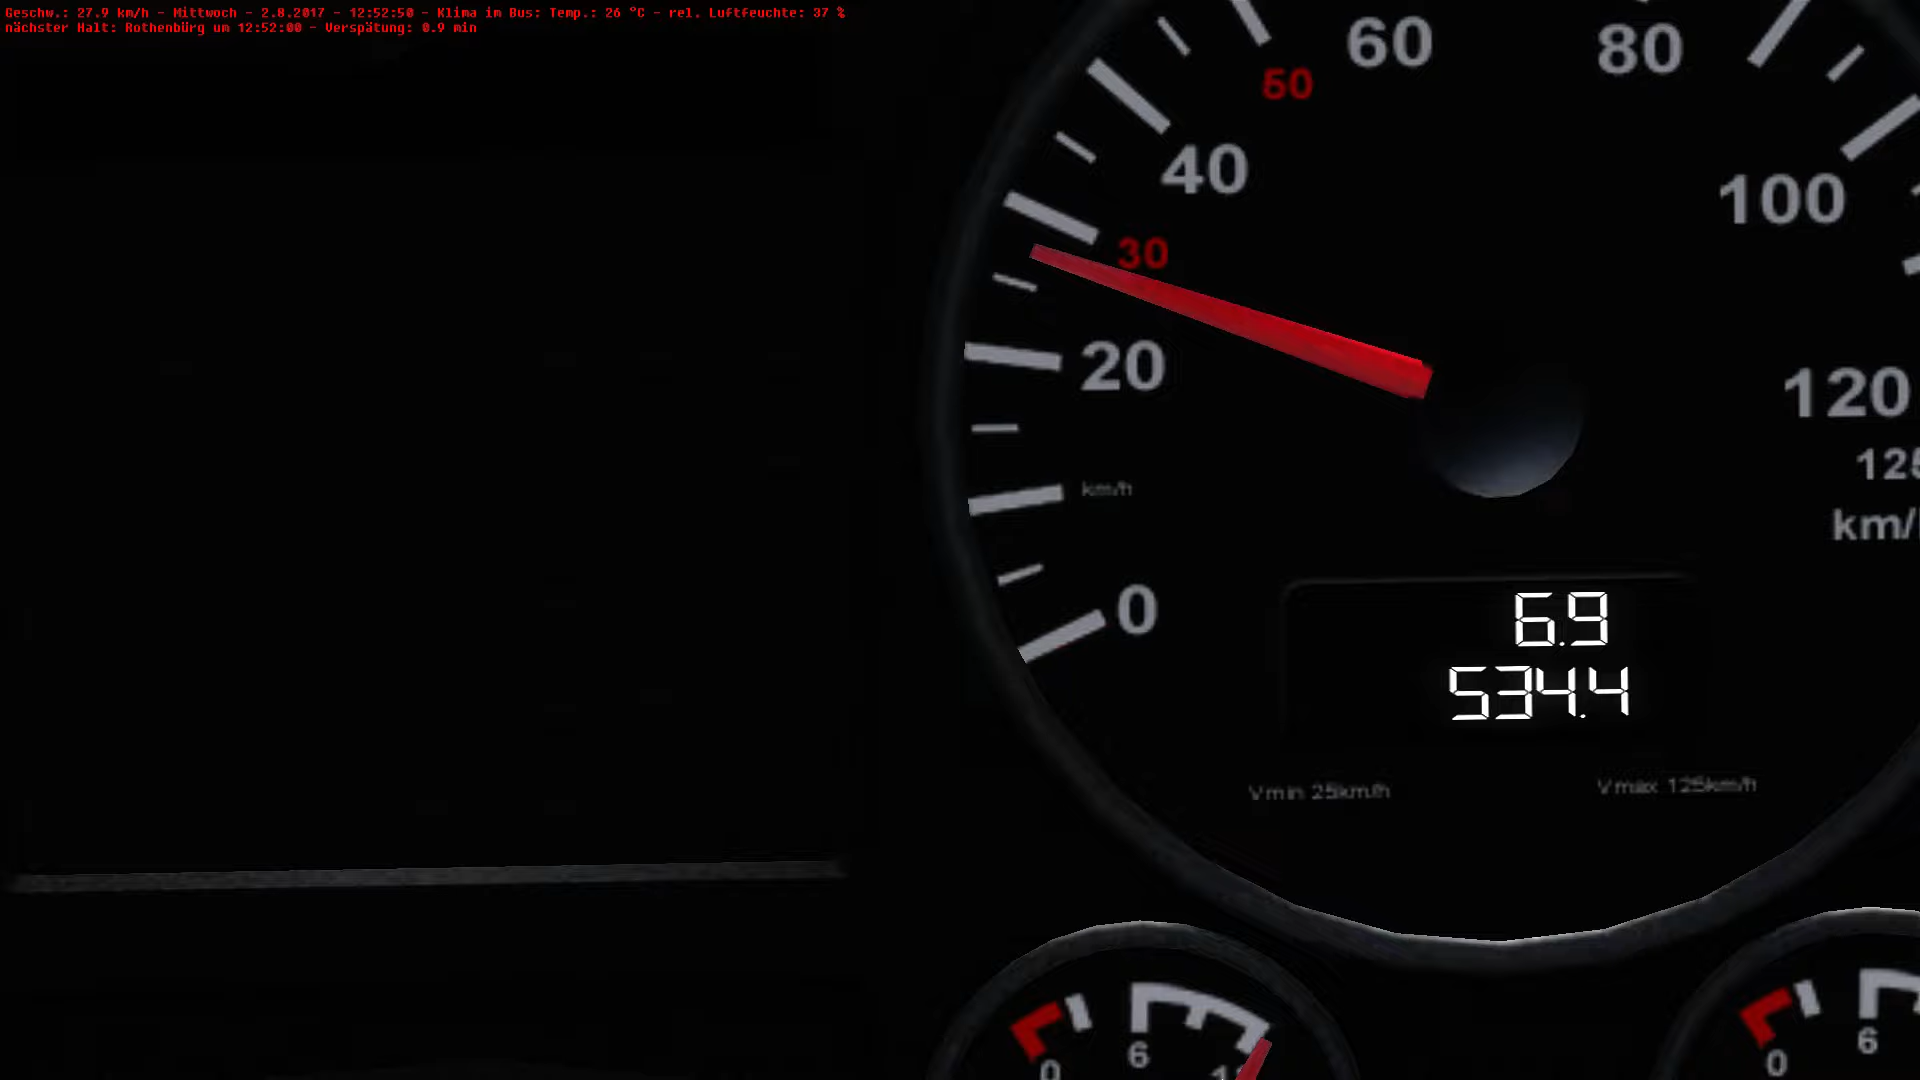 Geschw.: 27.9 km/h - Mittwoch - 2.8.2017 - 12:52:50 - Klima im Bus: Temp.: 26 °C - rel. Luftfeuchte: 37 %
nächster Halt: Rothenbürg um 12:52:00 - Verspätung: 0.9 min
60
80
50
40
100
30
20
120
125
km/h
km/
0
6.9
534.4
Vmin 25km/h
Vmax 125km/h
0
6
0
6